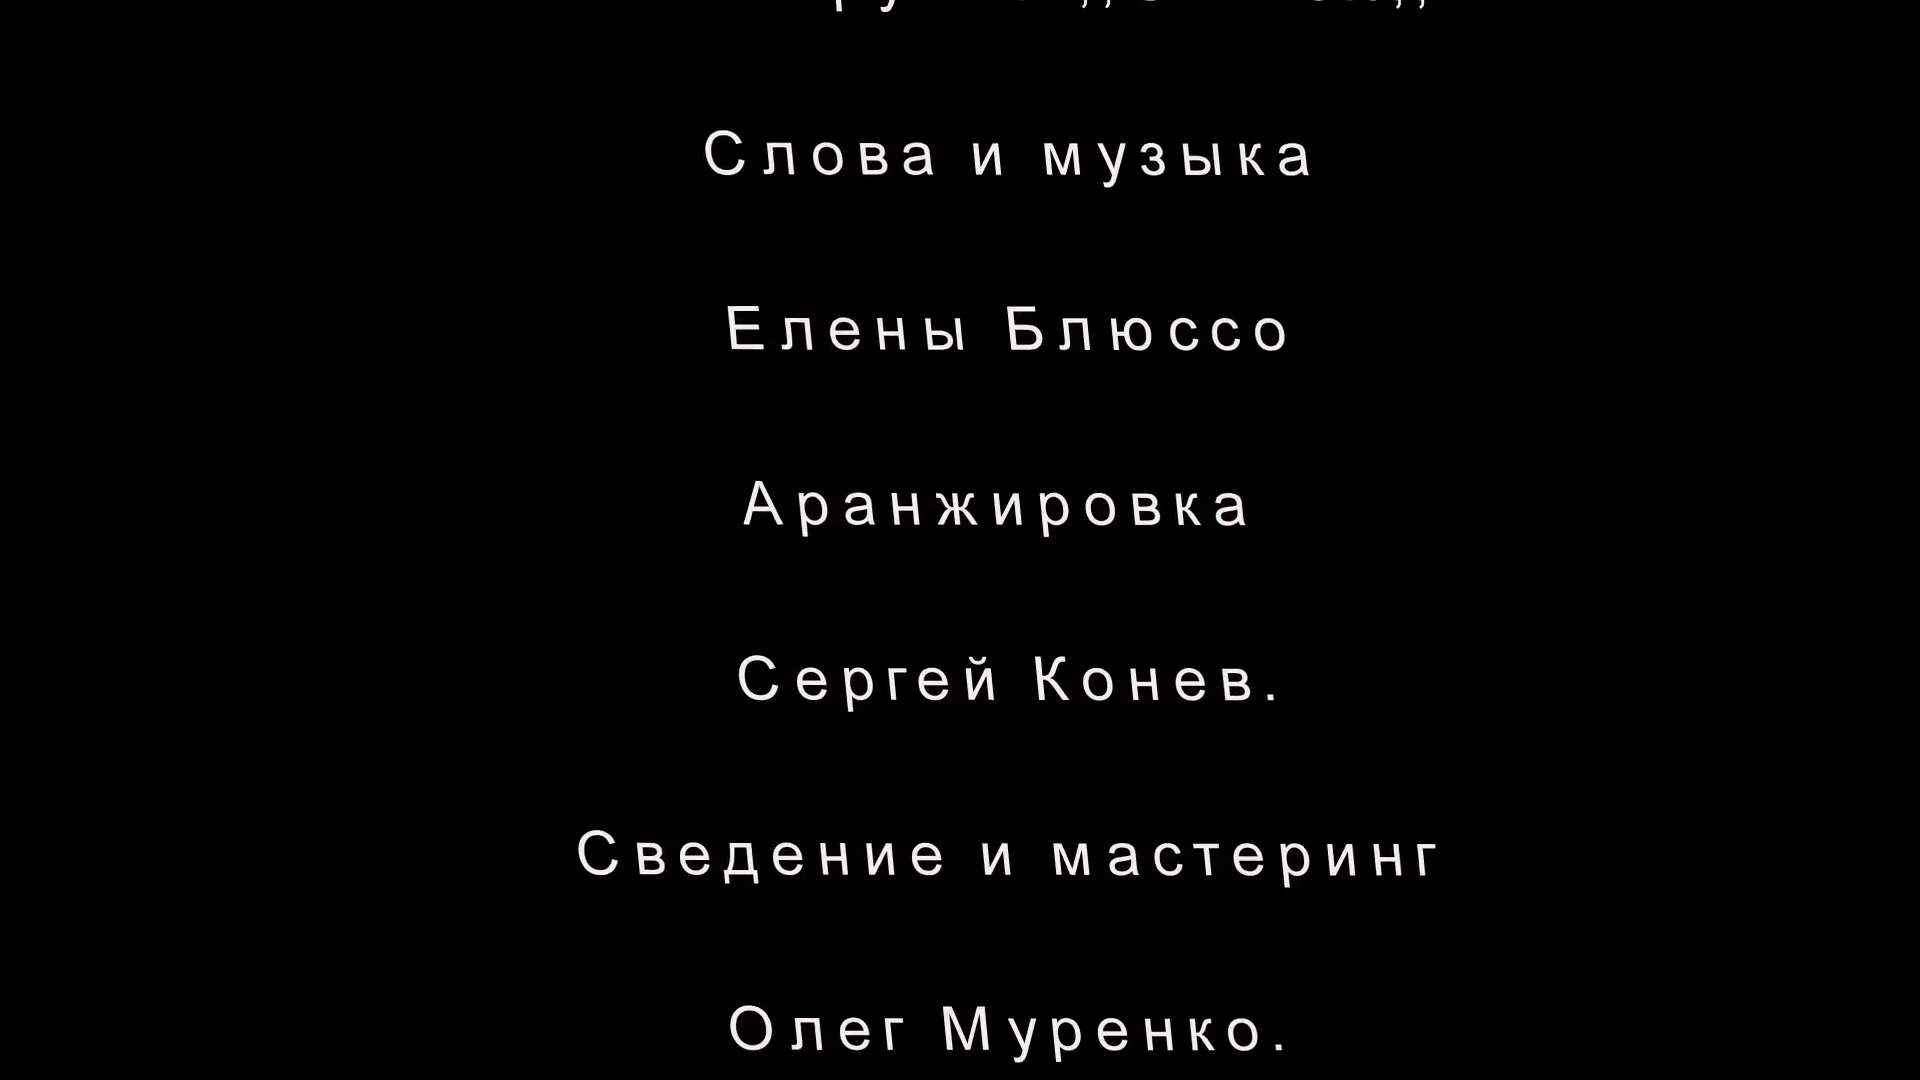 Слова и музыка
Елены Блюссо
Аранжировка
Сергей Конев.
Сведение и мастеринг
Олег Муренко.